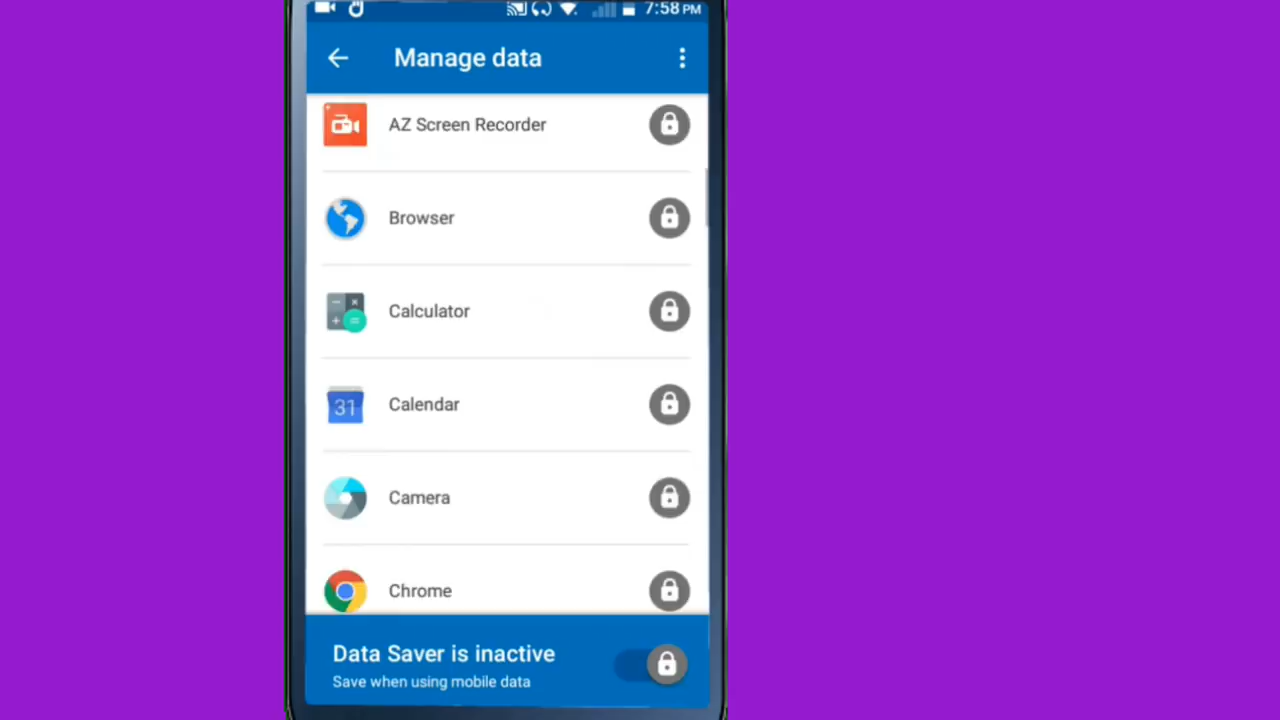 7:58 PM
Manage data
AZ Screen Recorder
Browser
Calculator
31
Calendar
Camera
Chrome
Data Saver is inactive
Save when using mobile data